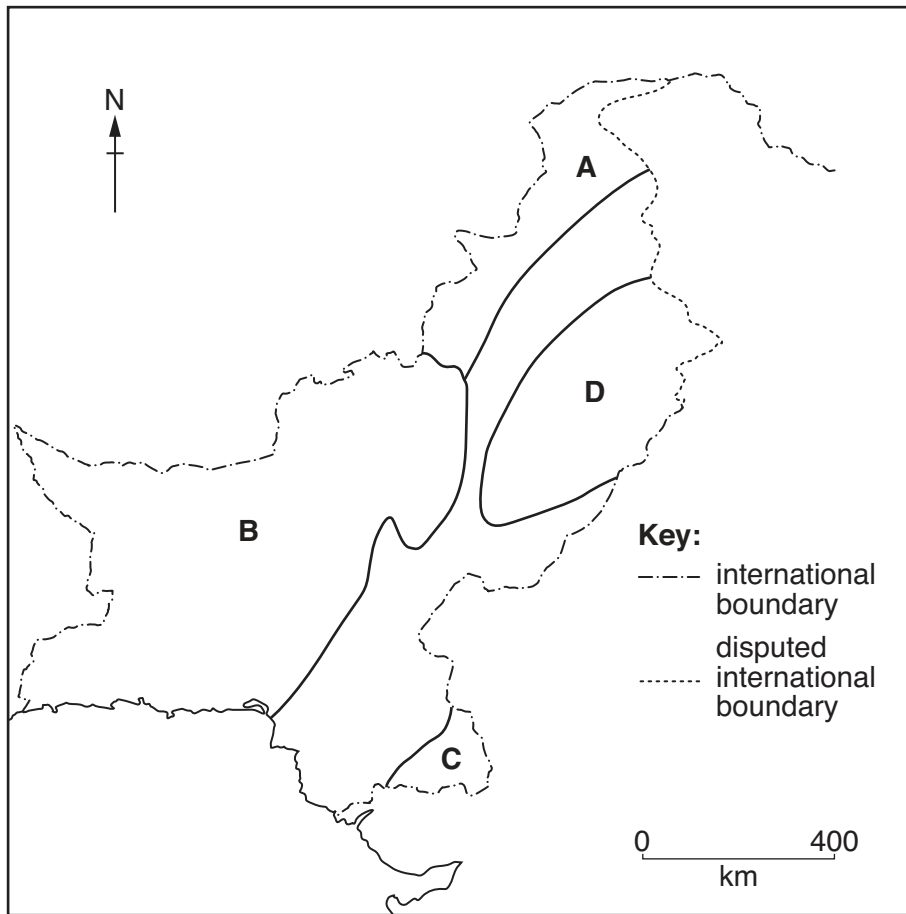 N
A
D
B
Key:
international
boundary
disputed
international
boundary
C
0 400
km